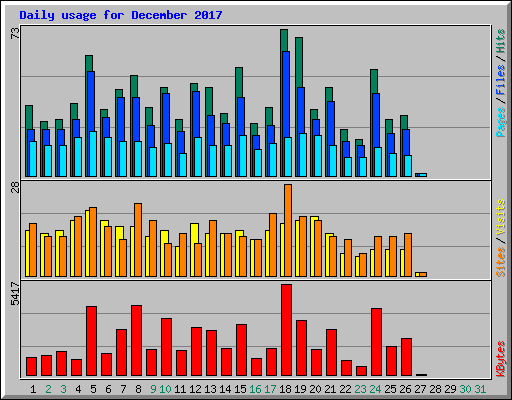 Daily usage for December 2017
73
28
5417
Pages / Files / Hits
Sites / Visits
KBytes
1 2 3 4 5 6 7 8 9 10 11 12 13 14 15 16 17 18 19 20 21 22 23 24 25 26 27 28 29 30 31